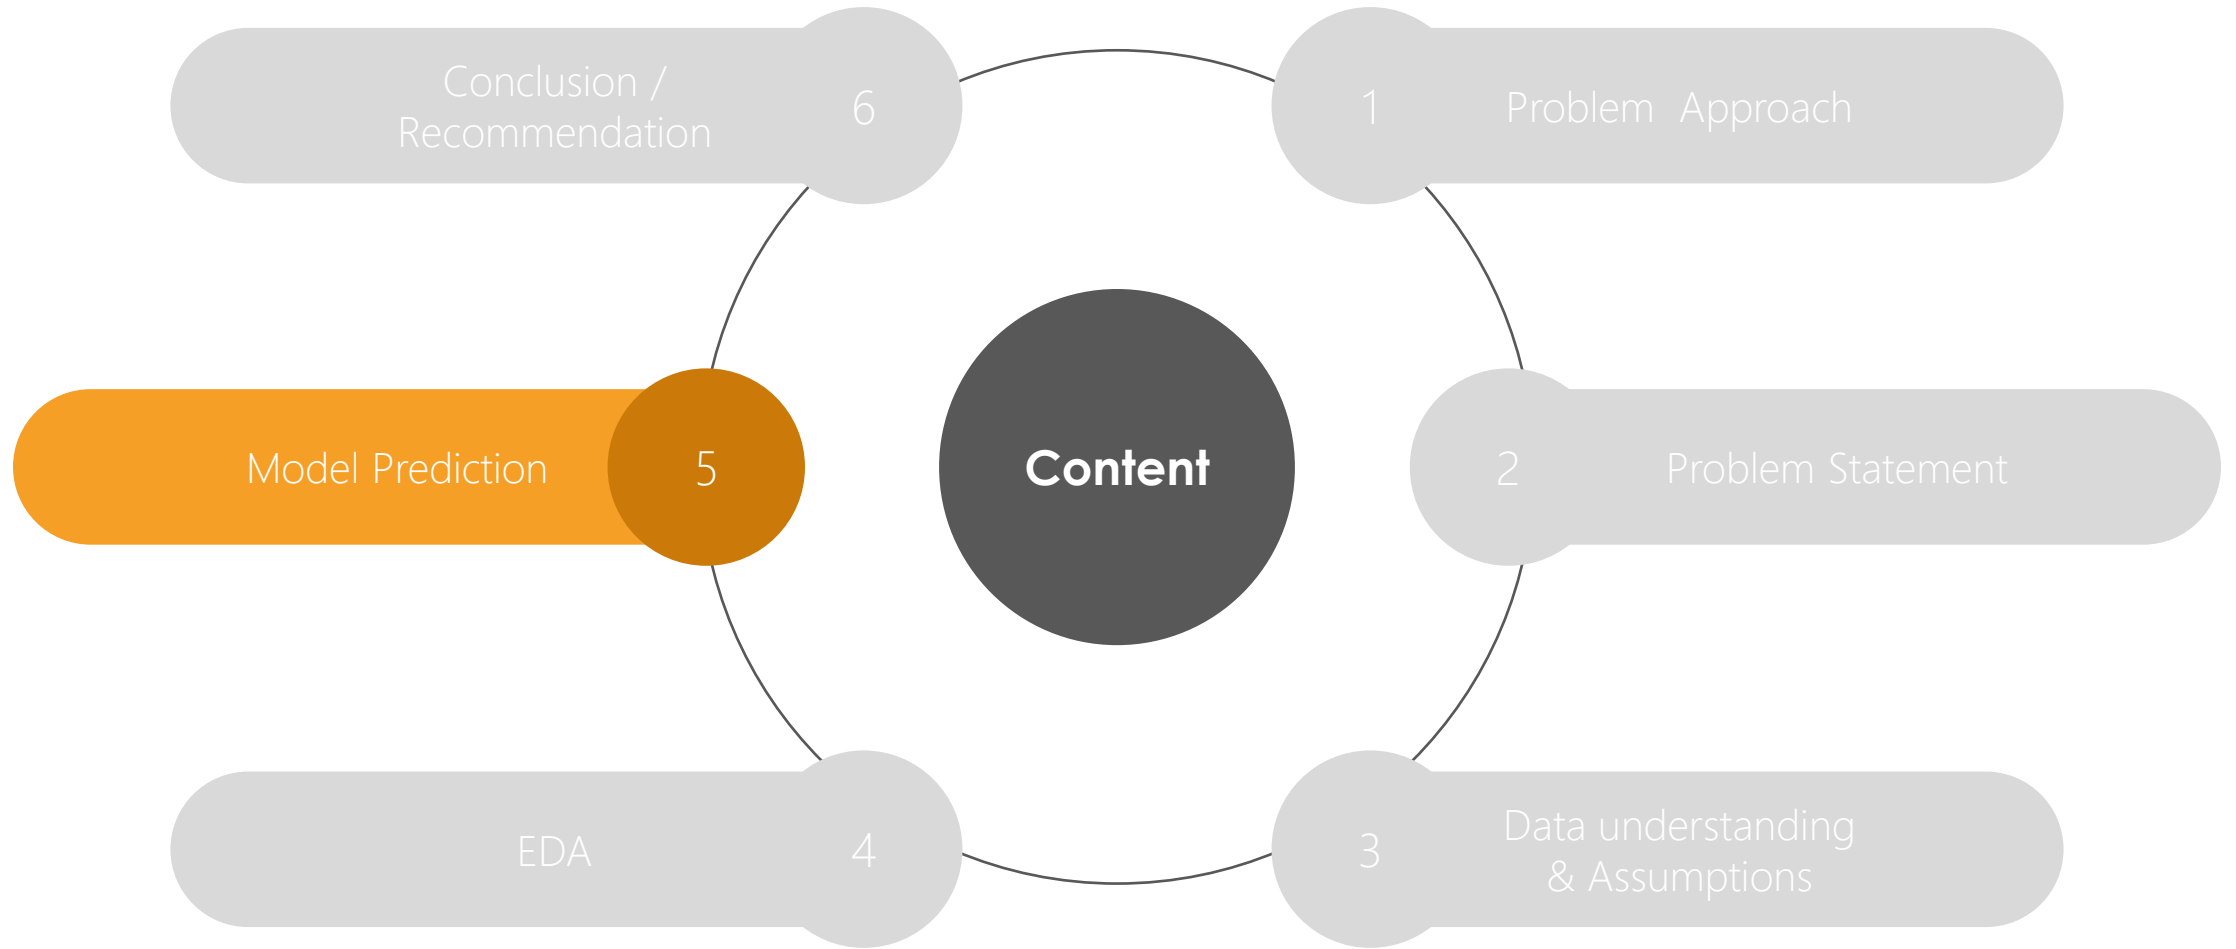 Content
1
Problem  Approach
2
Problem Statement
3
Data understanding
& Assumptions
4
EDA
5
Model Prediction
6
Conclusion /
Recommendation